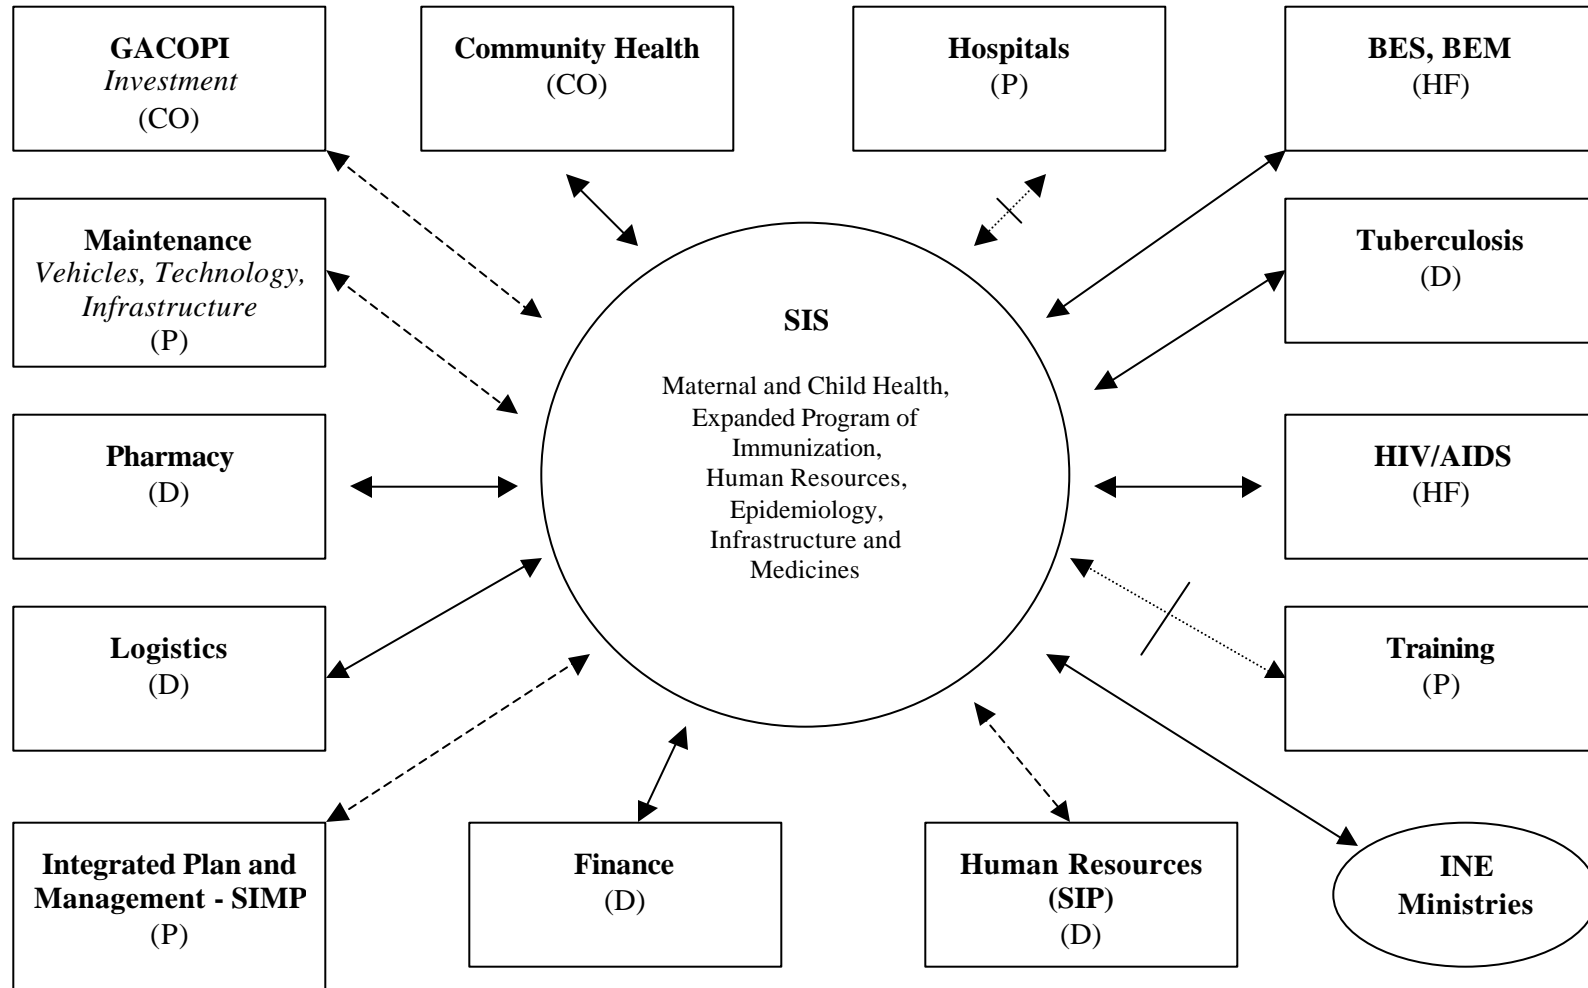 GACOPI
Investment
(CO)
Community Health
(CO)
Hospitals
(P)
BES, BEM
(HF)
Maintenance
Vehicles, Technology,
Infrastructure
(P)
Tuberculosis
(D)
SIS
Maternal and Child Health,
Expanded Program of
Immunization,
Human Resources,
Epidemiology,
Infrastructure and
Medicines
Pharmacy
(D)
HIV/AIDS
(HF)
Logistics
(D)
Training
(P)
Integrated Plan and
Management - SIMP
(P)
Finance
(D)
Human Resources
(SIP)
(D)
INE
Ministries